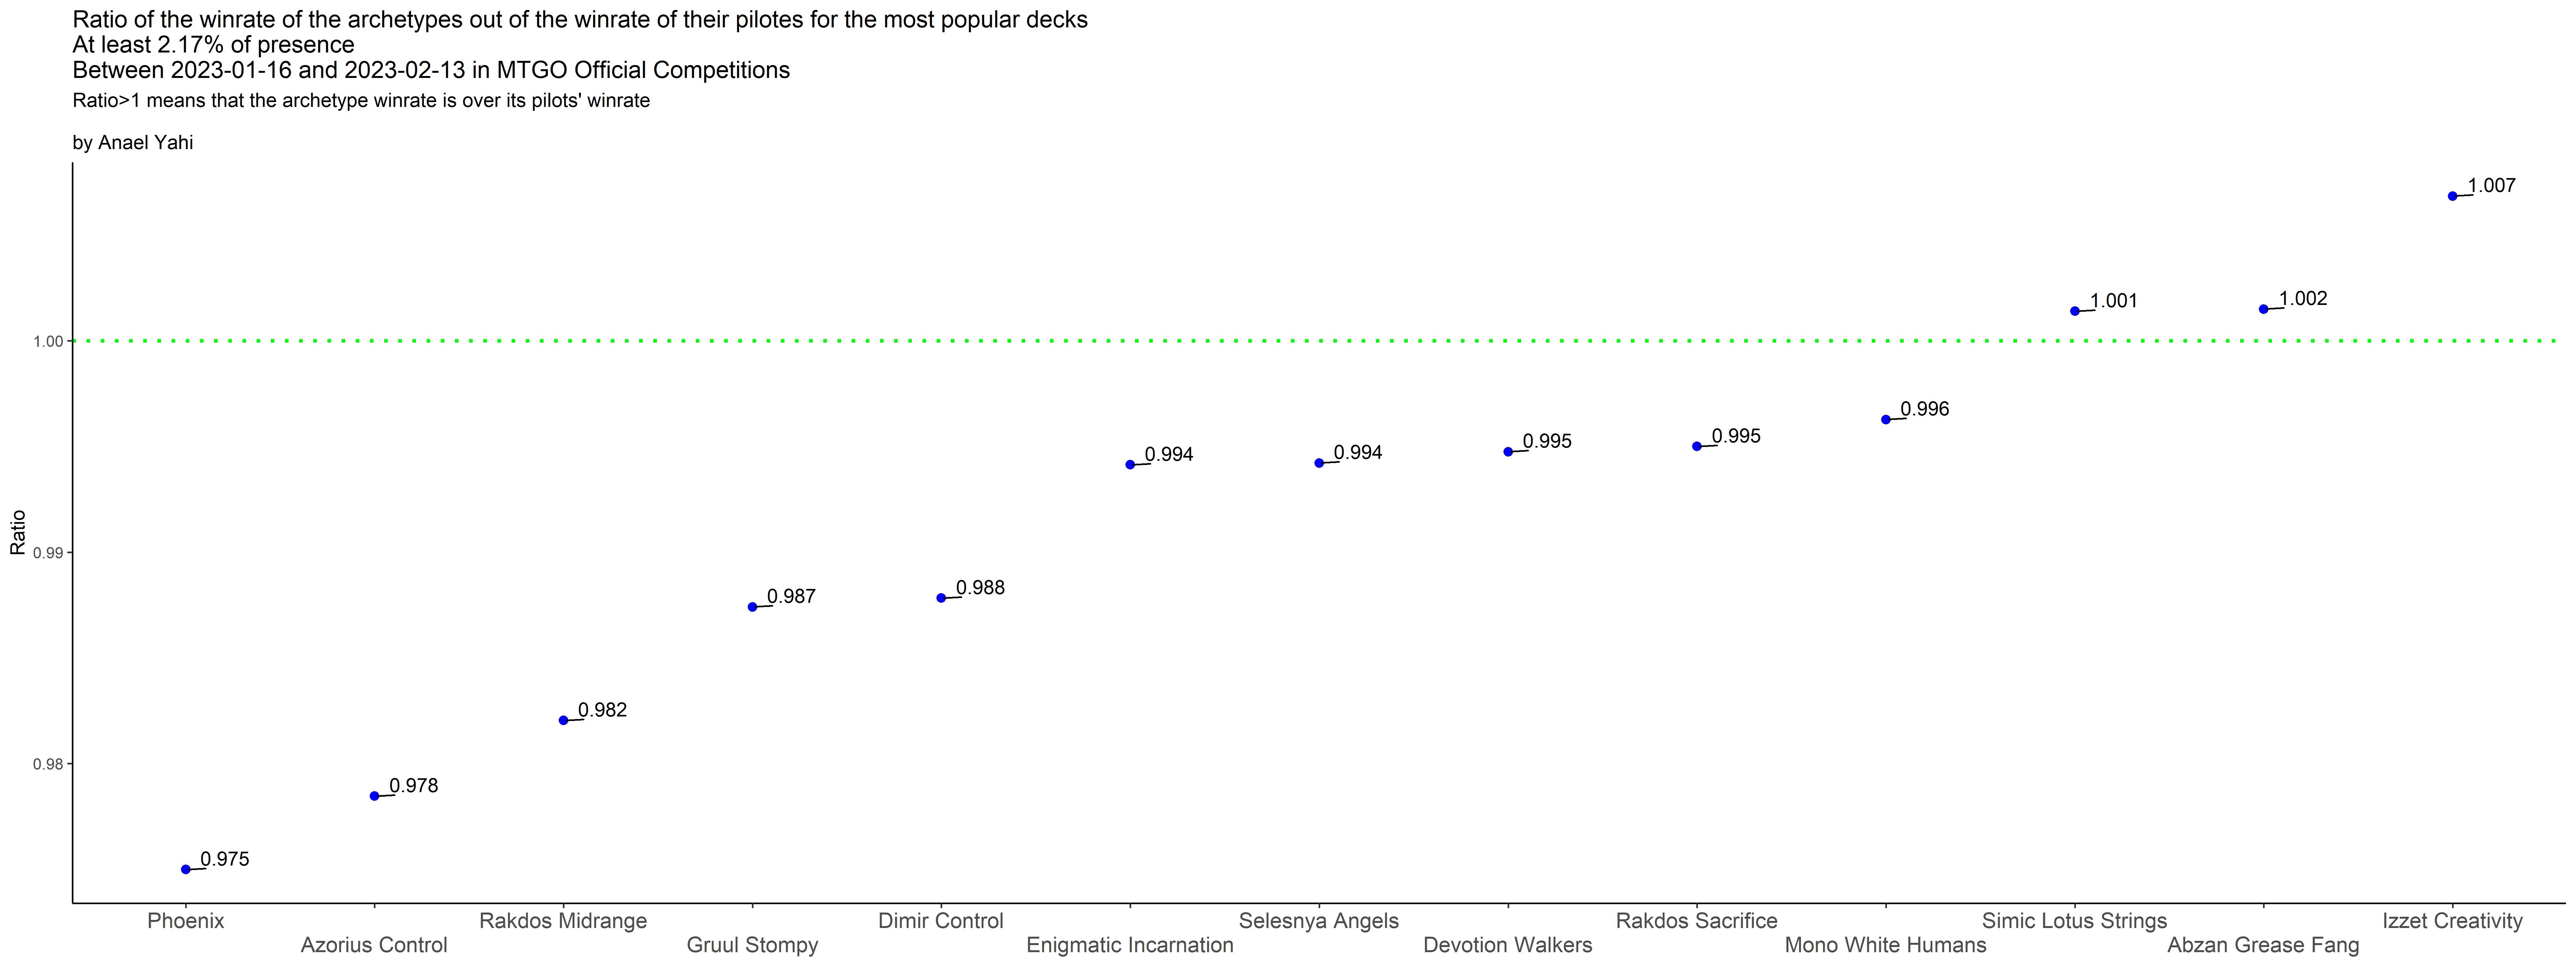 Ratio of the winrate of the archetypes out of the winrate of their pilotes for the most popular decks
At least 2.17% of presence
Between 2023-01-16 and 2023-02-13 in MTGO Official Competitions
Ratio>1 means that the archetype winrate is over its pilots' winrate
by Anael Yahi
1.007
1.002
1.001
1.00
0.996
0.995
0.995
0.994
0.994
Ratio
0.99
0.988
0.987
0.982
0.98
0.978
0.975
Phoenix
Azorius Control
Rakdos Midrange
Gruul Stompy
Dimir Control
Enigmatic Incarnation
Selesnya Angels
Devotion Walkers
Rakdos Sacrifice
Mono White Humans
Simic Lotus Strings
Abzan Grease Fang
Izzet Creativity